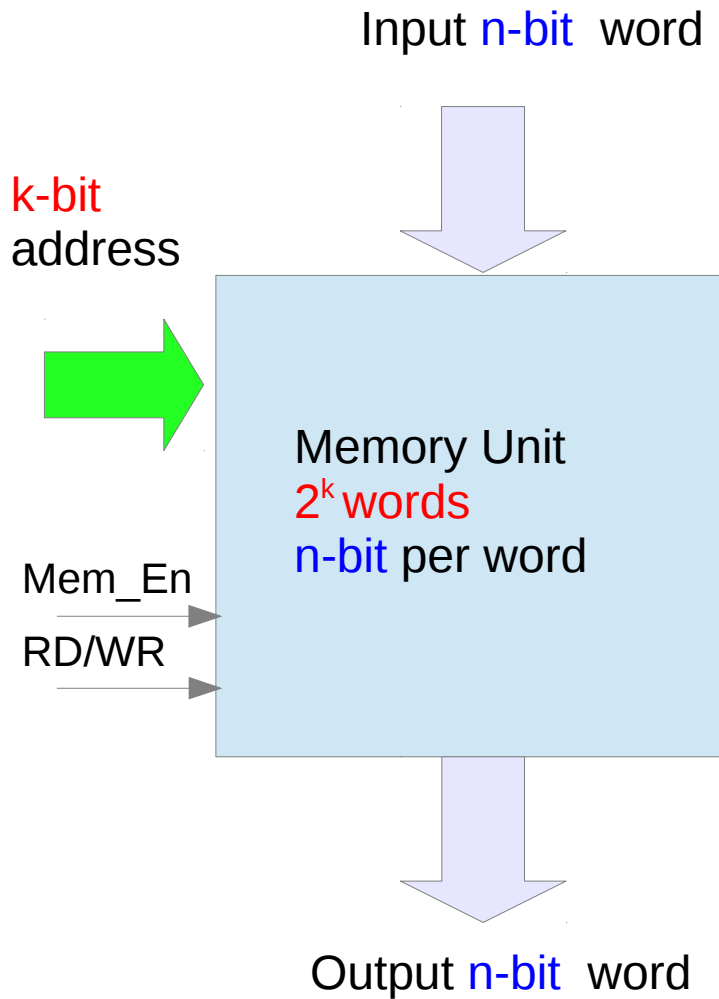 Input n-bit word
k-bit
address
Memory Unit
2ᵏ words
n-bit per word
Mem_En
RD/WR
Output n-bit word